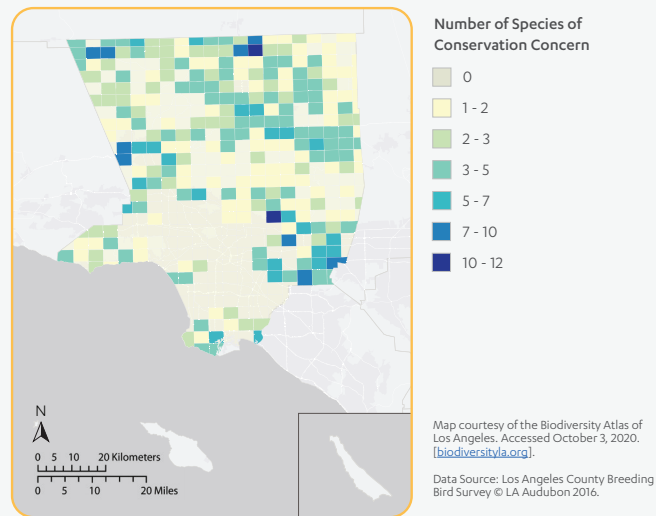 Number of Species of
Conservation Concern
0
1 - 2
2 - 3
3 - 5
5 - 7
7 - 10
10 - 12
N
0 5 10 20 Kilometers
0 5 10 20 Miles
Map courtesy of the Biodiversity Atlas of
Los Angeles. Accessed October 3, 2020.
[biodiversityla.org].
Data Source: Los Angeles County Breeding
Bird Survey © LA Audubon 2016.